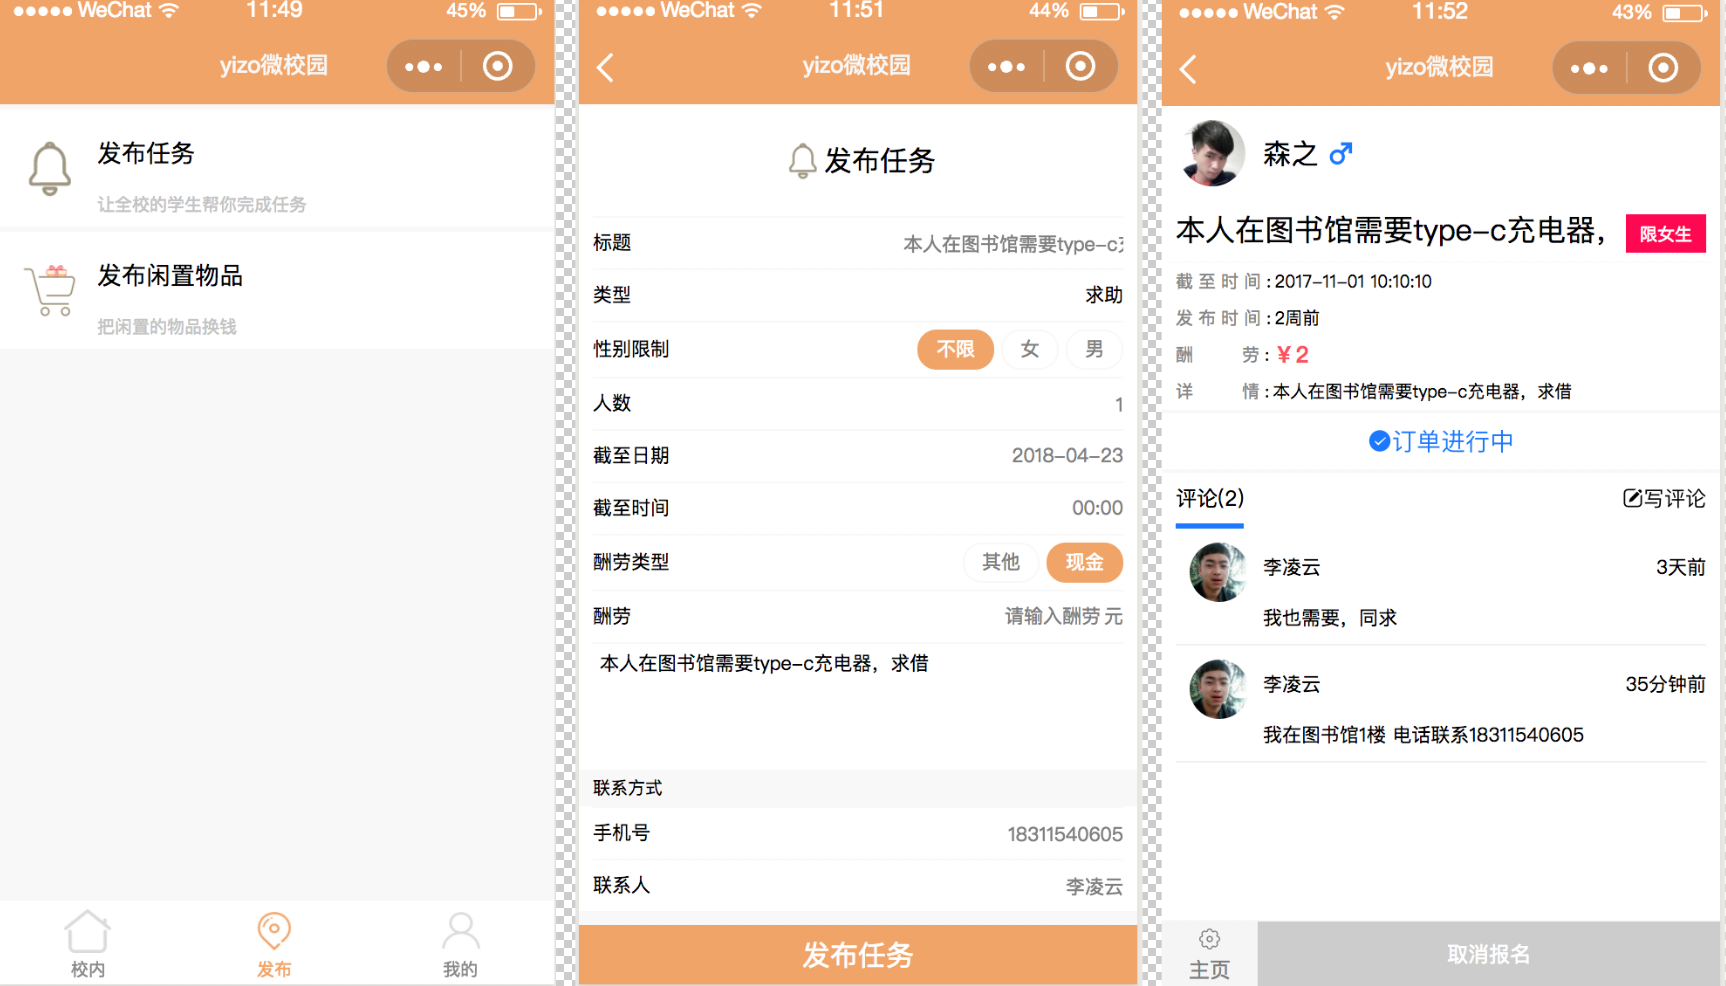 WeChat 11:49 45%
yizo微校园
发布任务
让全校的学生帮你完成任务
发布闲置物品
把闲置的物品换钱
校内 发布 我的
WeChat 11:51 44%
yizo微校园
发布任务
标题 本人在图书馆需要type-c
类型 求助
性别限制 不限 女 男
人数 1
截至日期 2018-04-23
截至时间 00:00
酬劳类型 其他 现金
酬劳 请输入酬劳 元
本人在图书馆需要type-c充电器，求借
联系方式
手机号 18311540605
联系人 李凌云
发布任务
WeChat 11:52 43%
yizo微校园
森之
本人在图书馆需要type-c充电器， 限女生
截至时间：2017-11-01 10:10:10
发布时间：2周前
酬劳：¥2
详情：本人在图书馆需要type-c充电器，求借
订单进行中
评论(2) 写评论
李凌云 3天前
我也需要，同求
李凌云 35分钟前
我在图书馆1楼 电话联系18311540605
主页 取消报名